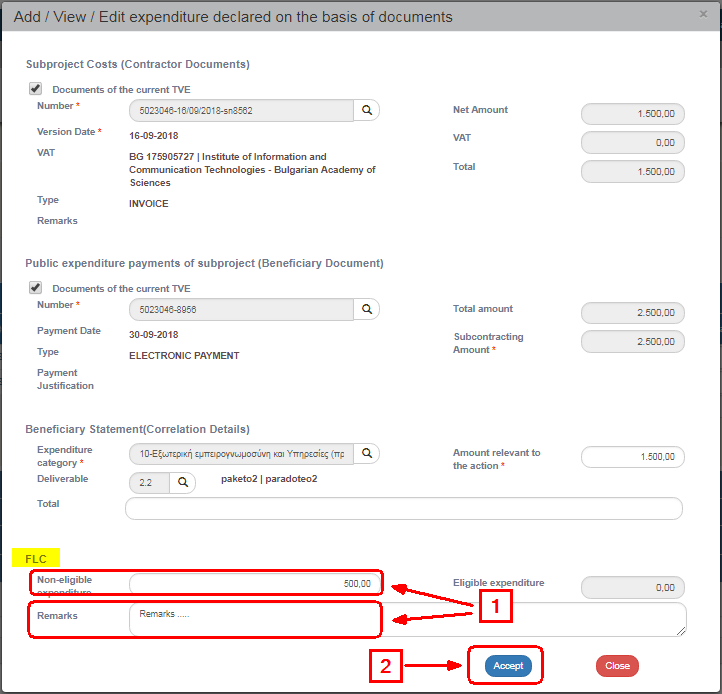 Add / View / Edit expenditure declared on the basis of documents ×
Subproject Costs (Contractor Documents)
Documents of the current TVE
Number * 5023046-16/09/2018-sn8562 Net Amount 1.500,00
Version Date * 16-09-2018 VAT 0,00
VAT BG 175905727 | Institute of Information and
Communication Technologies - Bulgarian Academy of
Sciences
Total 1.500,00
Type INVOICE
Remarks
Public expenditure payments of subproject (Beneficiary Document)
Documents of the current TVE
Number * 5023046-8956 Total amount 2.500,00
Payment Date 30-09-2018 Subcontracting
Amount * 2.500,00
Type ELECTRONIC PAYMENT
Payment
Justification
Beneficiary Statement(Correlation Details)
Expenditure
category * 10-Εξωτερική εμπειρογνωμοσύνη και Υπηρεσίες (πρ
Amount relevant to
the action * 1.500,00
Deliverable 2.2 paketo2 | paradoteo2
Total
FLC
Non-eligible
expenditure 500,00 Eligible expenditure 0,00
1
Remarks Remarks .....
2 Accept Close